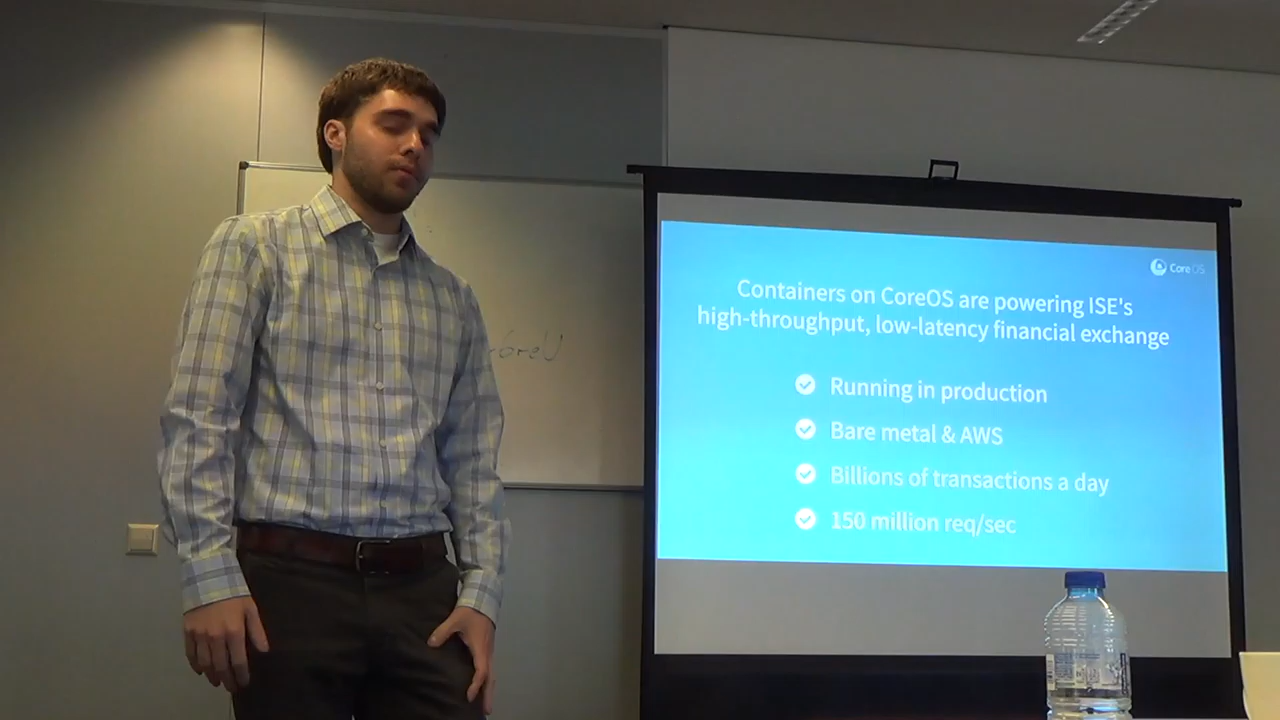 CoreOS
Containers on CoreOS are powering ISE's
high-throughput, low-latency financial exchange
Running in production
Bare metal & AWS
Billions of transactions a day
150 million req/sec